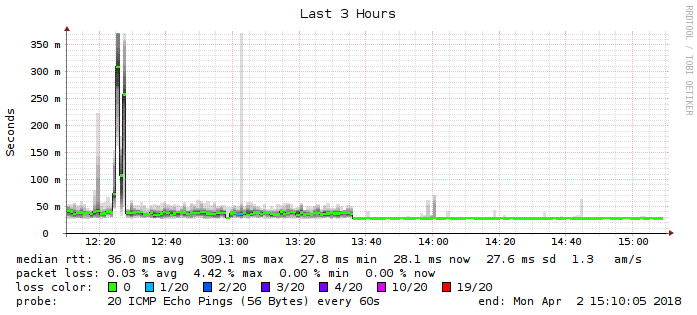 Last 3 Hours
RRDTOOL / TOBI OETIKER
Seconds
350 m
300 m
250 m
200 m
150 m
100 m
50 m
0
12:20 12:40 13:00 13:20 13:40 14:00 14:20 14:40 15:00
median rtt: 36.0 ms avg 309.1 ms max 27.8 ms min 28.1 ms now 27.6 ms sd 1.3 am/s
packet loss: 0.03 % avg 4.42 % max 0.00 % min 0.00 % now
loss color: 0 1/20 2/20 3/20 4/20 10/20 19/20
probe: 20 ICMP Echo Pings (56 Bytes) every 60s end: Mon Apr 2 15:10:05 2018